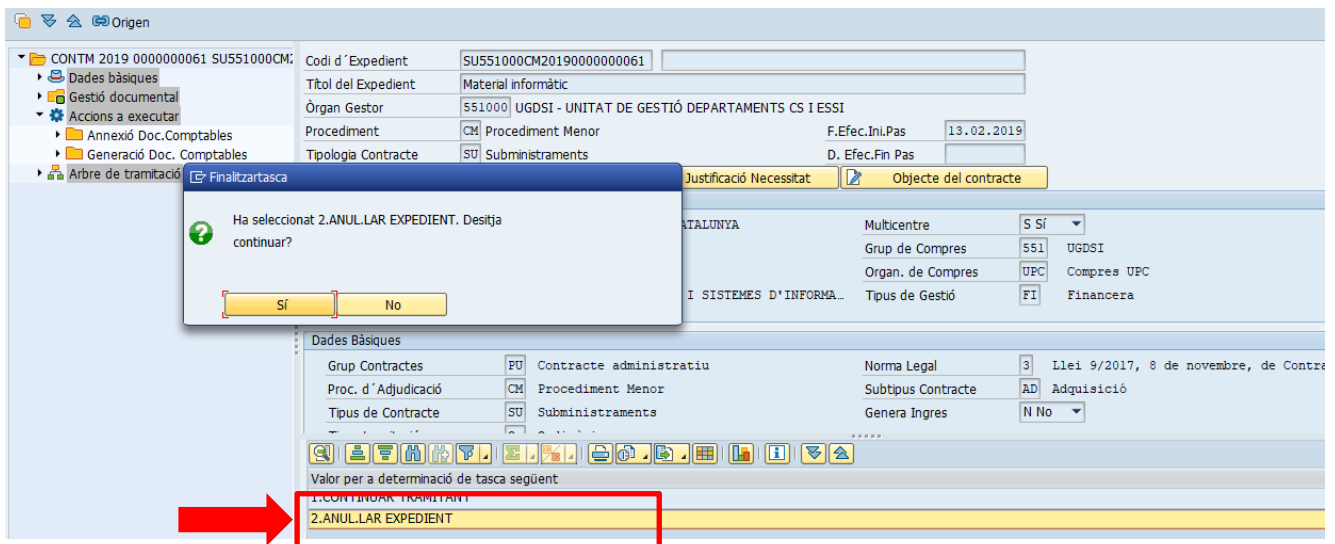 Origen
CONTM 2019 0000000061 SU551000CM2
Dades bàsiques
Gestió documental
Accions a executar
Annexió Doc.Comptables
Generació Doc. Comptables
Arbre de tramitació
Codi d´Expedient SU551000CM20190000000061
Títol del Expedient Material informàtic
Òrgan Gestor 551000 UGDSI - UNITAT DE GESTIÓ DEPARTAMENTS CS I ESSI
Procediment CM Procediment Menor F.Efec.Ini.Pas 13.02.2019
Tipologia Contracte SU Subministraments D. Efec.Fin Pas
Justificació Necessitat Objecte del contracte
Finalitzartasca
Ha seleccionat 2.ANUL.LAR EXPEDIENT. Desitja
continuar?
Sí No
ATALUNYA Multicentre S Sí
Grup de Compres 551 UGDSI
Organ. de Compres UPC Compres UPC
I SISTEMES D'INFORMA… Tipus de Gestió FI Financera
Dades Bàsiques
Grup Contractes PU Contracte administratiu Norma Legal 3 Llei 9/2017, 8 de novembre, de Contra
Proc. d´Adjudicació CM Procediment Menor Subtipus Contracte AD Adquisició
Tipus de Contracte SU Subministraments Genera Ingres N No
Valor per a determinació de tasca següent
1.CONTINUAR TRAMITANT
2.ANUL.LAR EXPEDIENT